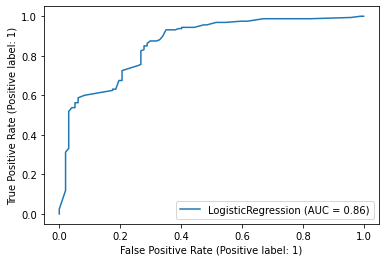 1.0
0.8
0.6
0.4
0.2
0.0
True Positive Rate (Positive label: 1)
LogisticRegression (AUC = 0.86)
0.0 0.2 0.4 0.6 0.8 1.0
False Positive Rate (Positive label: 1)